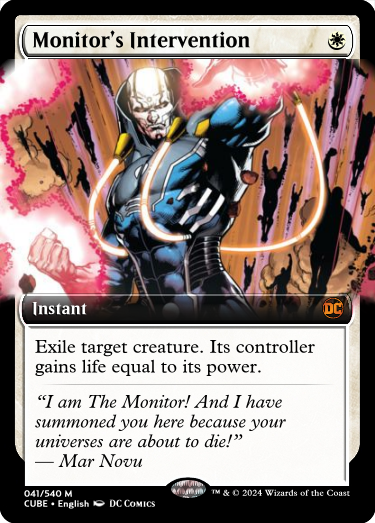 Monitor's Intervention
Instant
DC
Exile target creature. Its controller
gains life equal to its power.
“I am The Monitor! And I have
summoned you here because your
universes are about to die!”
— Mar Novu
041/540 M
CUBE • English DC COMICS
™ & © 2024 Wizards of the Coast